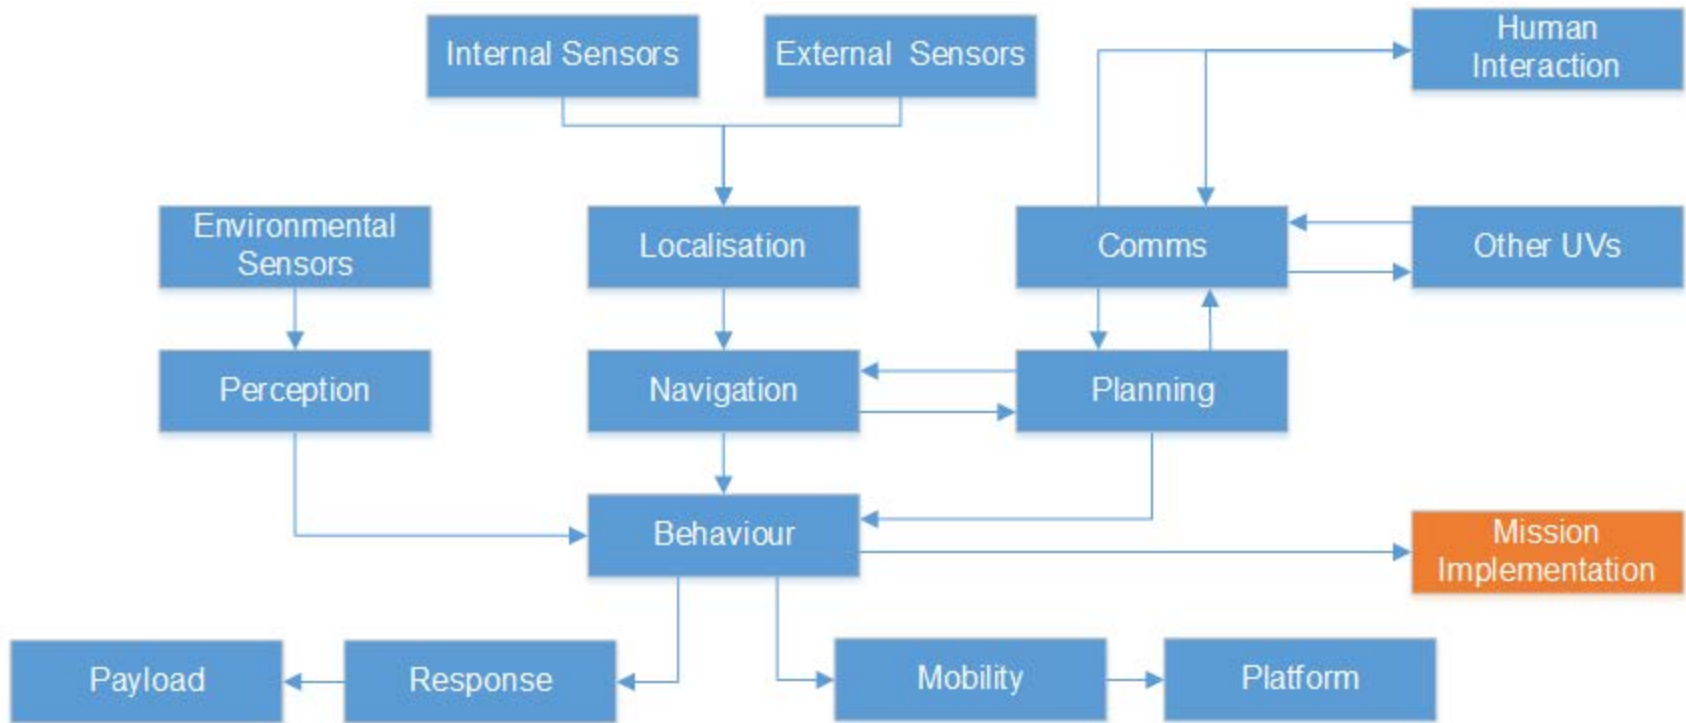 Internal Sensors
External Sensors
Human
Interaction
Environmental
Sensors
Localisation
Comms
Other UVs
Perception
Navigation
Planning
Behaviour
Mission
Implementation
Payload
Response
Mobility
Platform